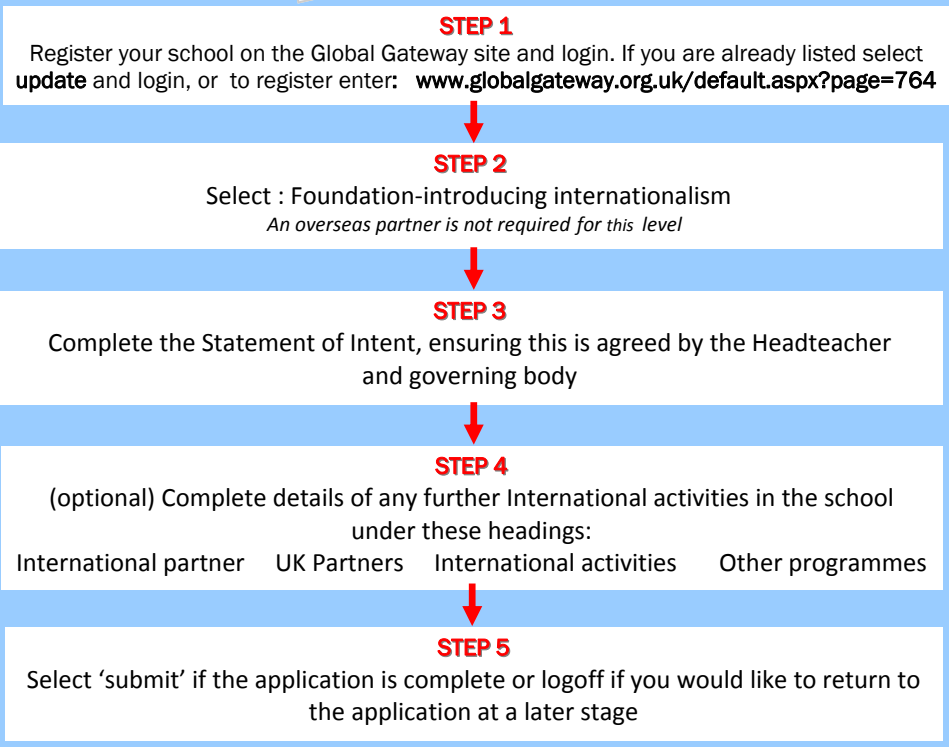 STEP 1
Register your school on the Global Gateway site and login. If you are already listed select
update and login, or  to register enter:   www.globalgateway.org.uk/default.aspx?page=764
STEP 2
Select : Foundation-introducing internationalism
An overseas partner is not required for this level
STEP 3
Complete the Statement of Intent, ensuring this is agreed by the Headteacher
and governing body
STEP 4
(optional) Complete details of any further International activities in the school
under these headings:
International partner    UK Partners    International activities    Other programmes
STEP 5
Select ‘submit’ if the application is complete or logoff if you would like to return to
the application at a later stage